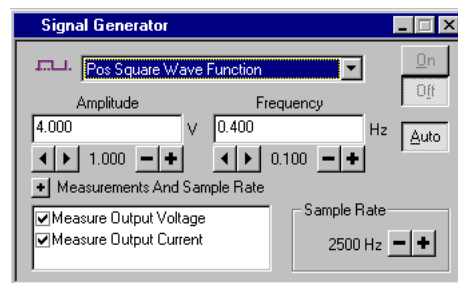 Signal Generator
Pos Square Wave Function
On
Off
Auto
Amplitude Frequency
4.000 V 0.400 Hz
1.000 - + 0.100 - +
+ Measurements And Sample Rate
Measure Output Voltage
Measure Output Current
Sample Rate
2500 Hz - +